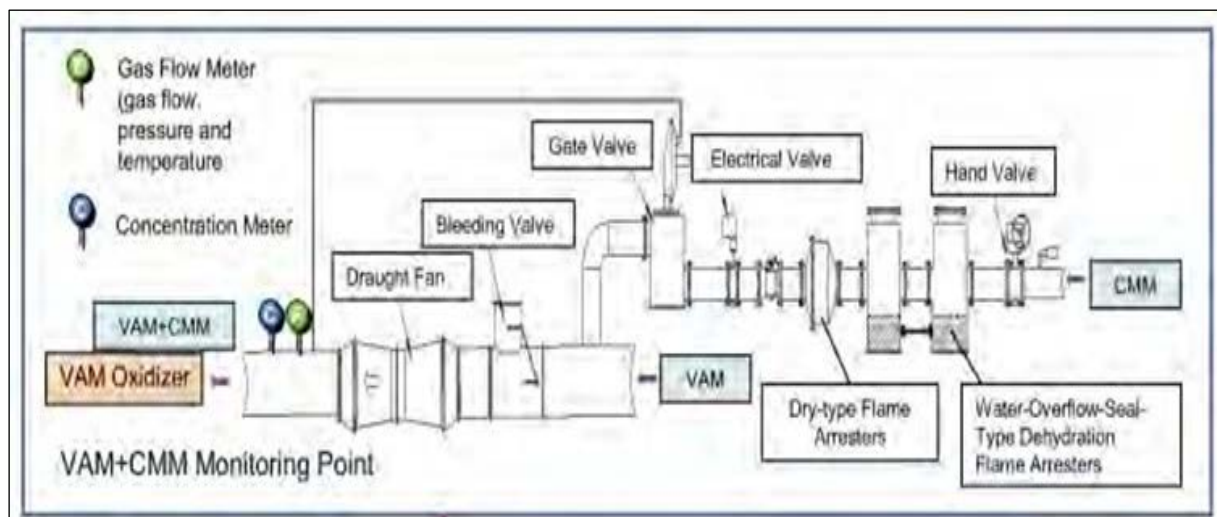 Gas Flow Meter
(gas flow,
pressure and
temperature
Concentration Meter
Gate Valve
Electrical Valve
Hand Valve
Bleeding Valve
Draught Fan
CMM
VAM+CMM
VAM Oxidizer
VAM
Dry-type Flame
Arresters
Water-Overflow-Seal-
Type Dehydration
Flame Arresters
VAM+CMM Monitoring Point